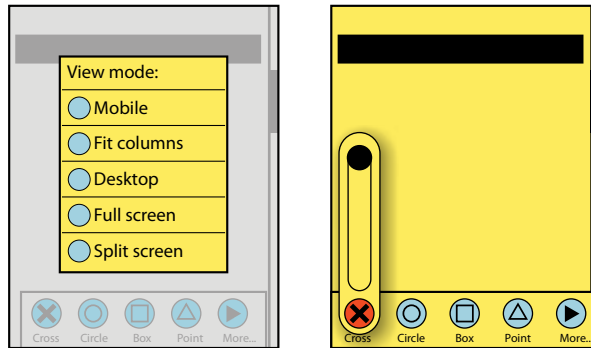 View mode:
Mobile
Fit columns
Desktop
Full screen
Split screen
Cross Circle Box Point More...
Cross Circle Box Point More...